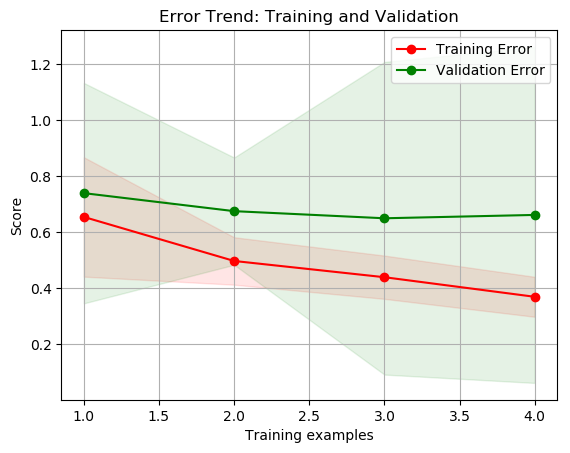 Error Trend: Training and Validation
Training Error
Validation Error
Score
1.2
1.0
0.8
0.6
0.4
0.2
1.0 1.5 2.0 2.5 3.0 3.5 4.0
Training examples